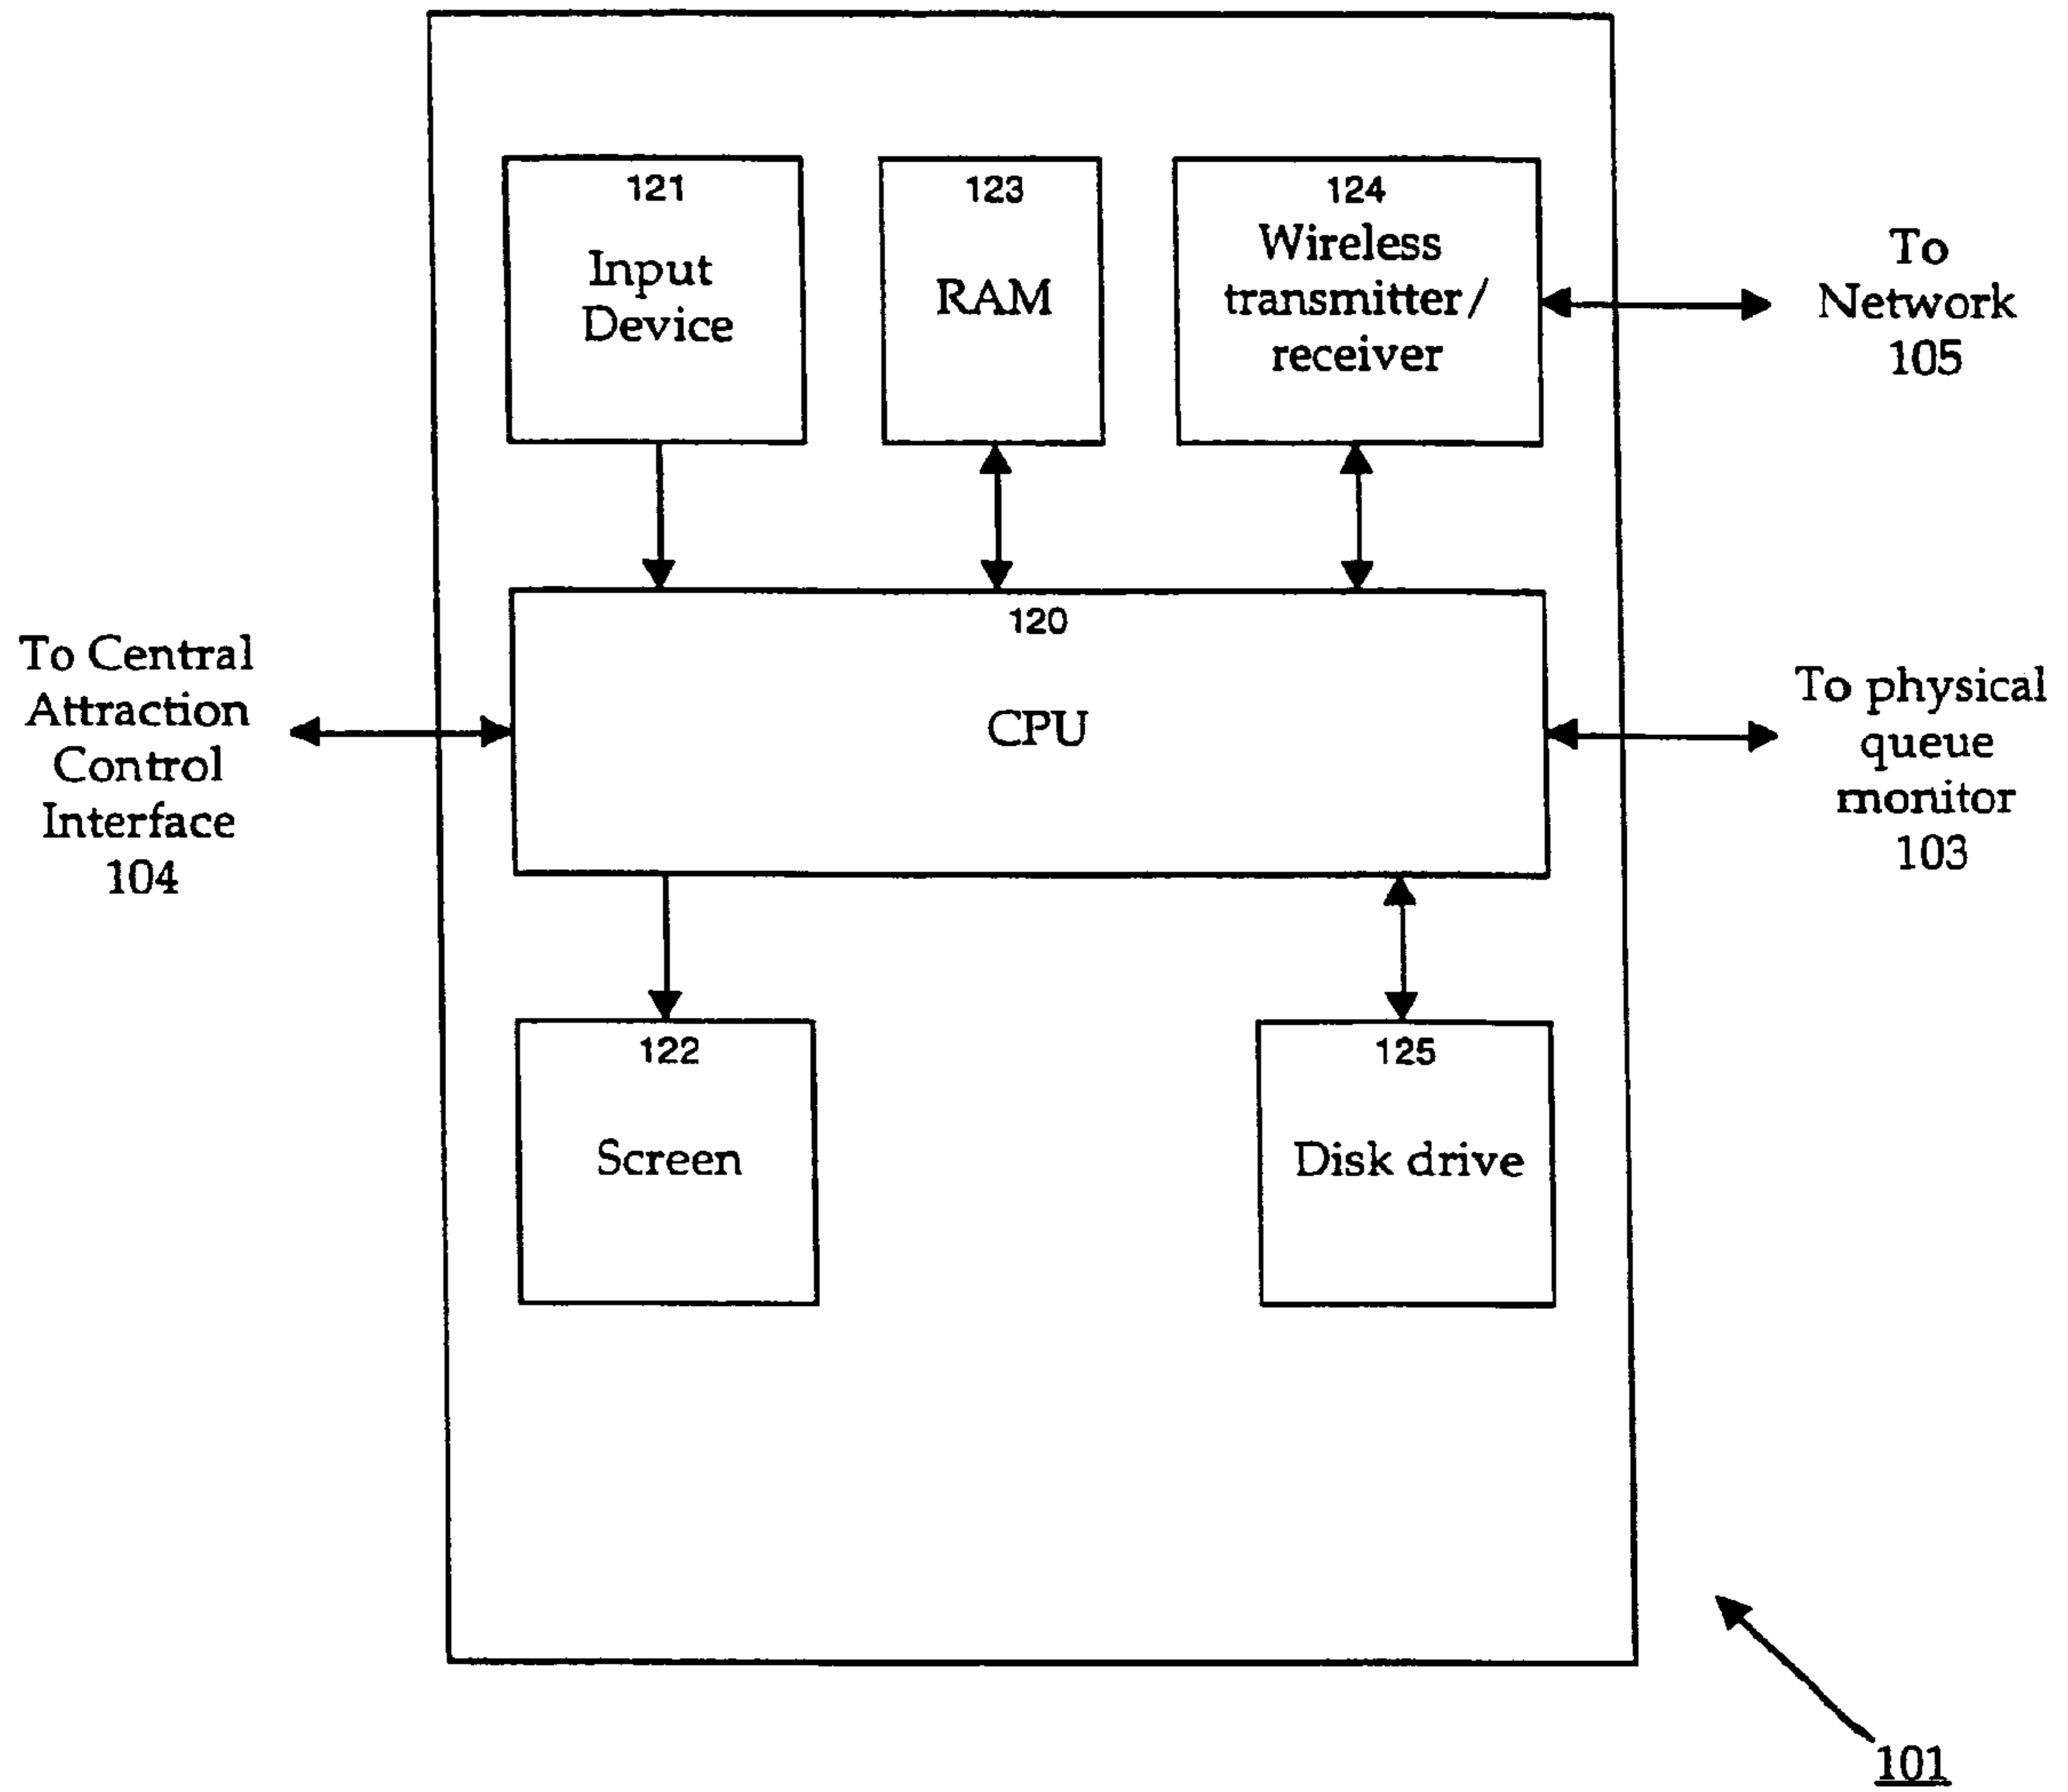 121
Input
Device
123
RAM
124
Wireless
transmitter/
receiver
To
Network
105
120
CPU
To Central
Attraction
Control
Interface
104
To physical
queue
monitor
103
122
Screen
125
Disk drive
101